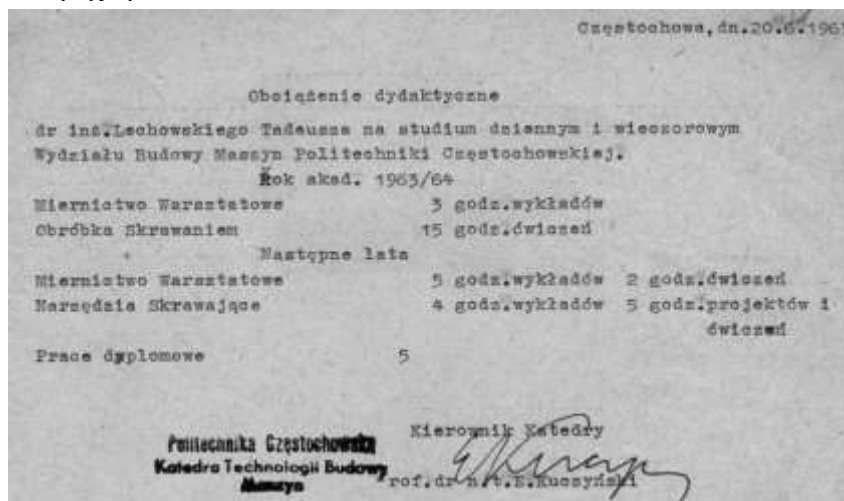 Częstochowa, dn.20.6.196
Obciążenie dydaktyczne
dr inż.Lechowskiego Tadeusza na studium dziennym i wieczorowym
Wydziału Budowy Maszyn Politechniki Częstochowskiej.
Rok akad. 1963/64
Miernictwo Warsztatowe 3 godz.wykładów
Obróbka Skrawaniem 15 godz.ćwiczeń
Następne lata
Miernictwo Warsztatowe 5 godz.wykładów 2 godz.ćwiczeń
Narzędzia Skrawające 4 godz.wykładów 5 godz.projektów i
ćwiczeń
Prace dyplomowe 5
Kierownik Katedry
Politechnika Częstochowska
Katedra Technologii Budowy
Maszyn
rof.dr n.t.E.Kuczyński